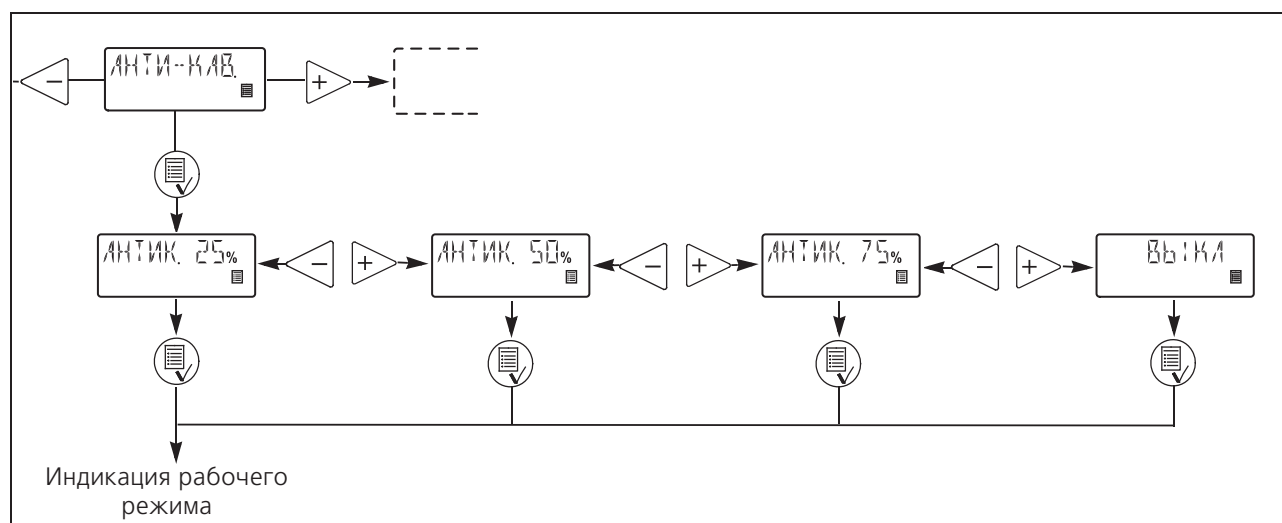 АНТИ-КАВ.
- +
АНТИК. 25%
- +
АНТИК. 50%
- +
АНТИК. 75%
- +
ВЫКЛ
Индикация рабочего
режима